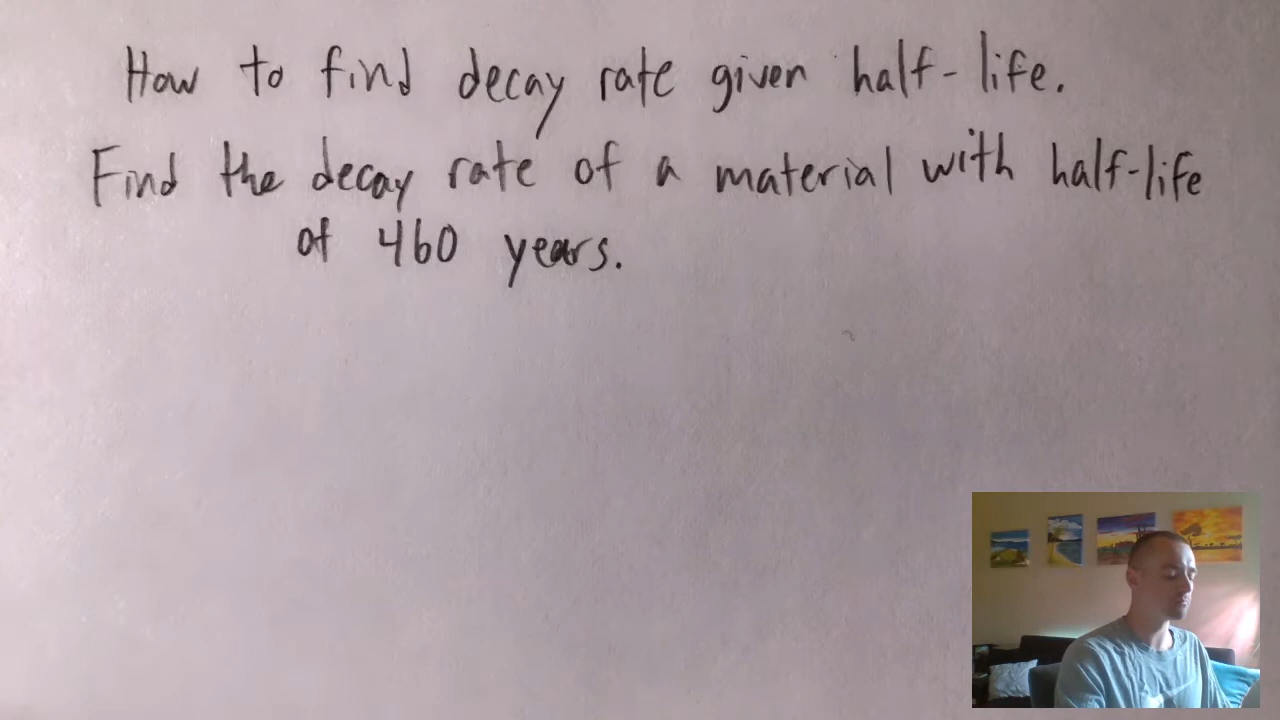 How to find decay rate given half-life.
Find the decay rate of a material with half-life
of 460 years.